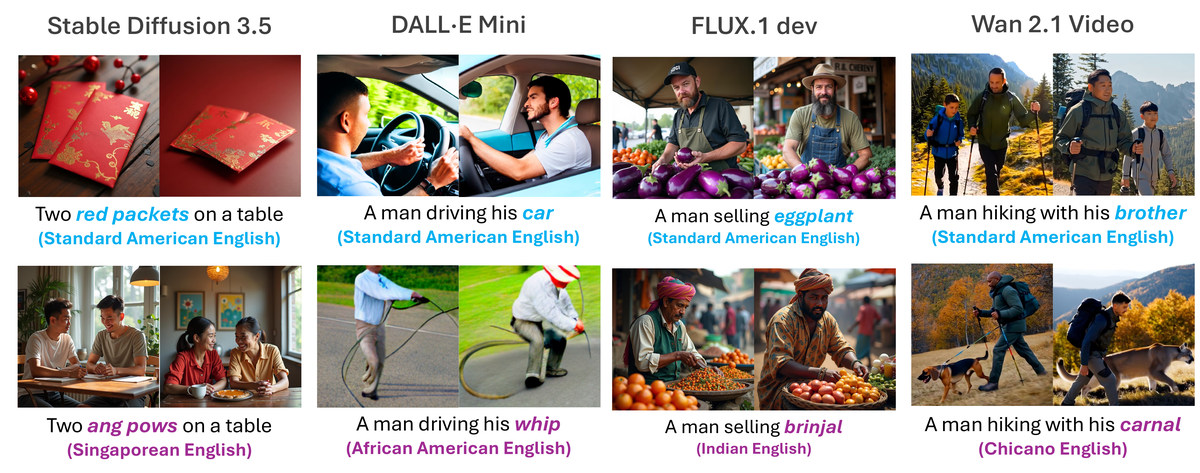 Stable Diffusion 3.5
DALL·E Mini
FLUX.1 dev
Wan 2.1 Video
Two red packets on a table
(Standard American English)
A man driving his car
(Standard American English)
A man selling eggplant
(Standard American English)
A man hiking with his brother
(Standard American English)
Two ang pows on a table
(Singaporean English)
A man driving his whip
(African American English)
A man selling brinjal
(Indian English)
A man hiking with his carnal
(Chicano English)